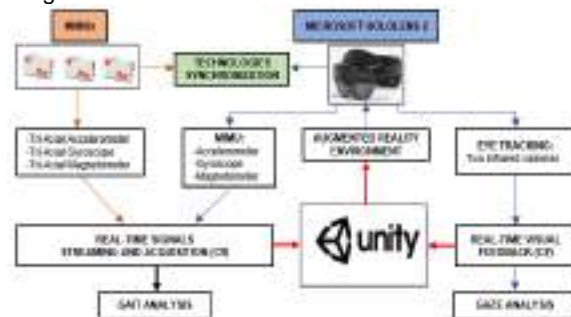 MIMUs
MICROSOFT HOLOLENS 2
TECHNOLOGIES
SYNCHRONIZATION
-Tri-Axial Accelerometer
-Tri-Axial Gyroscope
-Tri-Axial Magnetometer
MIMU:
-Accelerometer
-Gyroscope
-Magnetometer
AUGMENTED REALITY
ENVIRONMENT
EYE TRACKING:
Two infrared cameras
REAL-TIME SIGNALS
STREAMING AND ACQUISITION (C#)
unity
REAL-TIME VISUAL
FEEDBACK (C#)
GAIT ANALYSIS
GAZE ANALYSIS